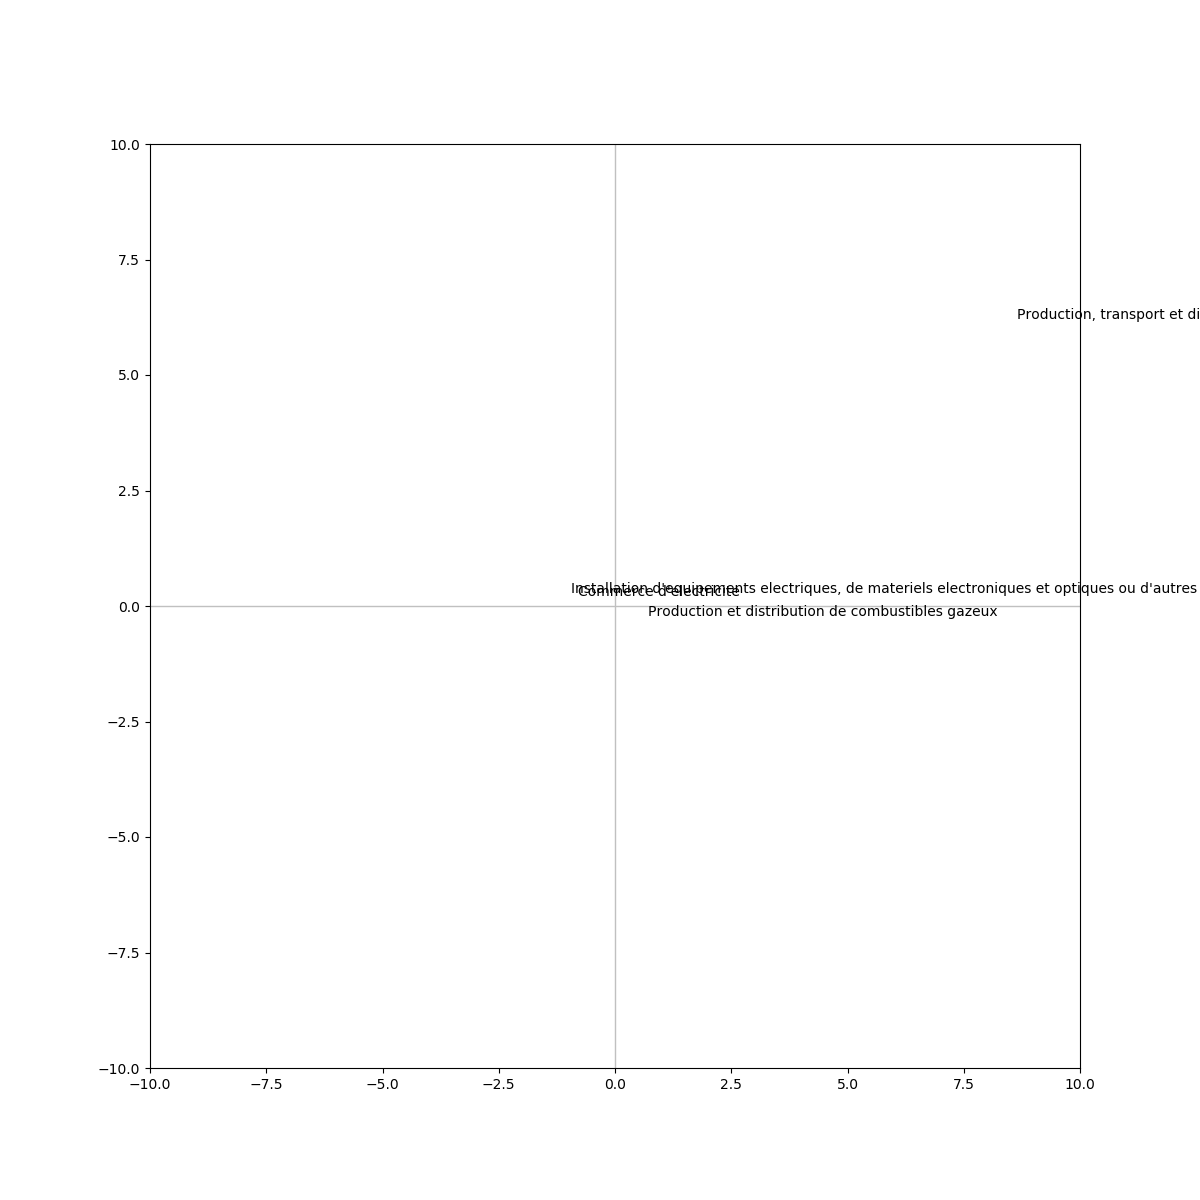 10.0
7.5
Production, transport et di
5.0
2.5
Installation d'equipements electriques, de materiels electroniques et optiques ou d'autres
Commerce d'electricite
0.0
Production et distribution de combustibles gazeux
−2.5
−5.0
−7.5
−10.0
−10.0 −7.5 −5.0 −2.5 0.0 2.5 5.0 7.5 10.0